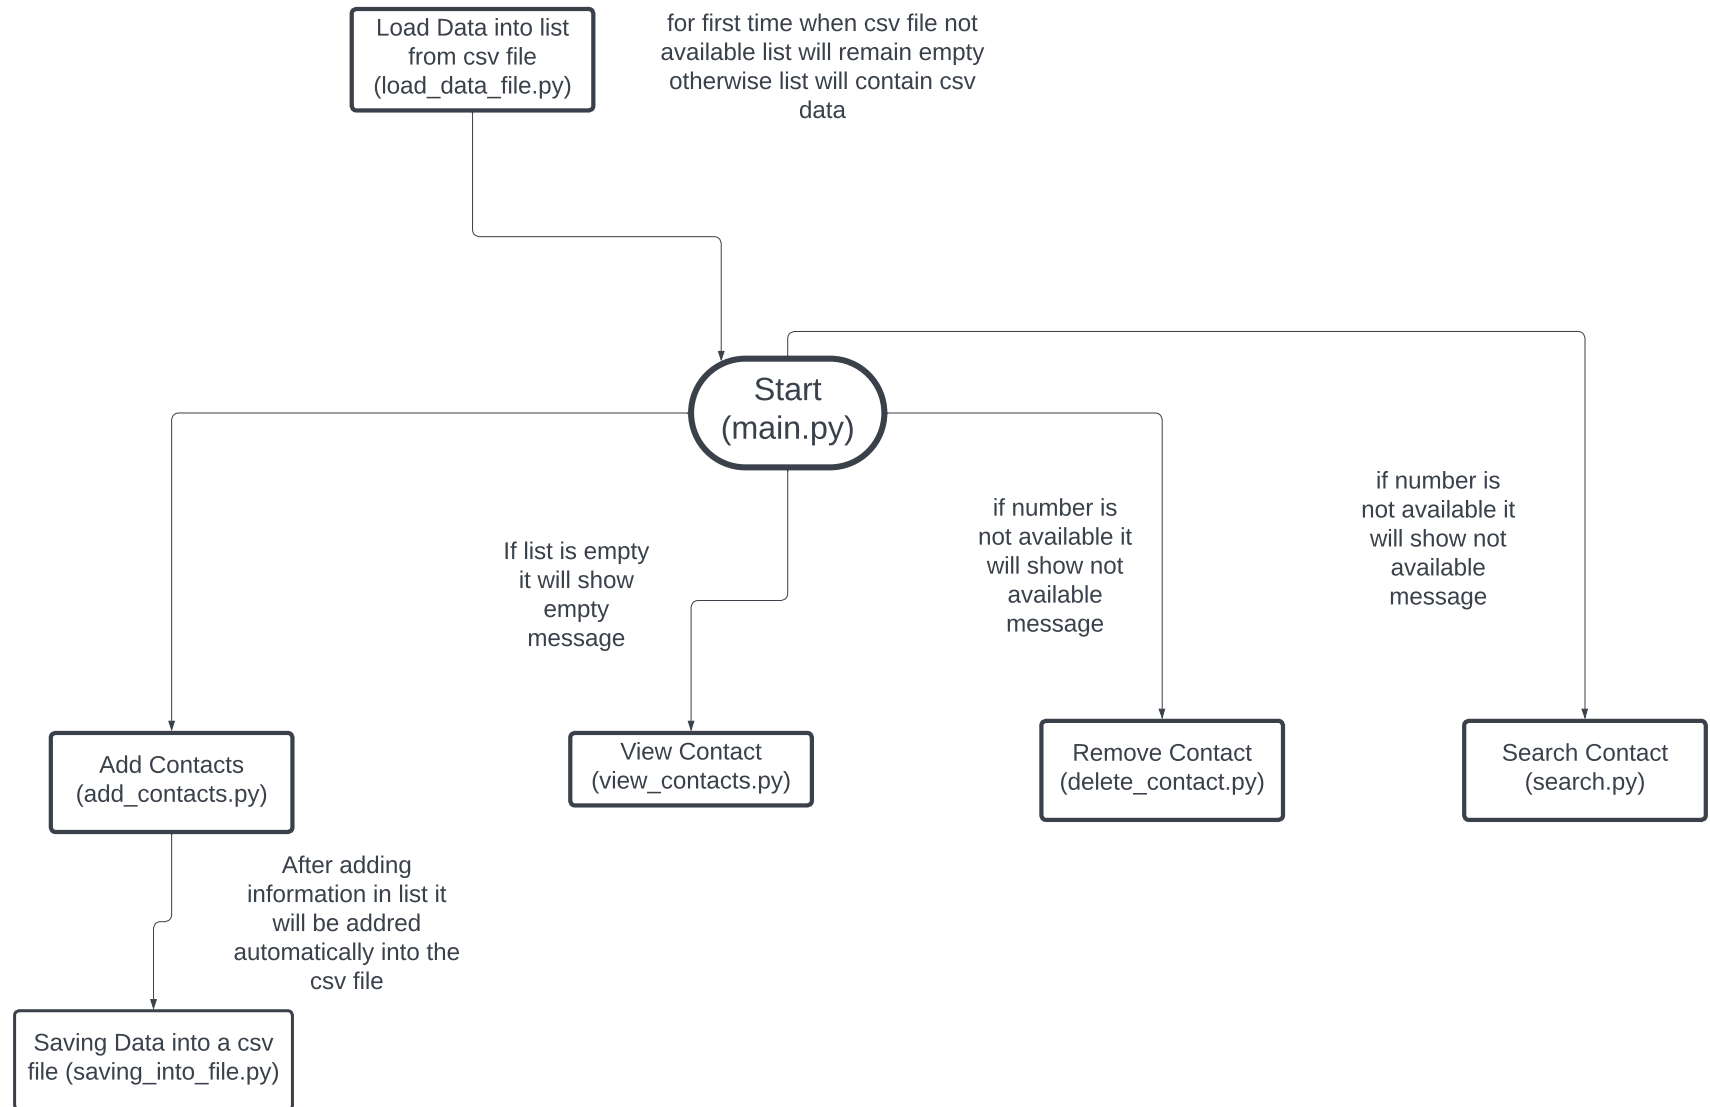 Load Data into list
from csv file
(load_data_file.py)
for first time when csv file not
available list will remain empty
otherwise list will contain csv
data
Start
(main.py)
If list is empty
it will show
empty
message
if number is
not available it
will show not
available
message
if number is
not available it
will show not
available
message
Add Contacts
(add_contacts.py)
View Contact
(view_contacts.py)
Remove Contact
(delete_contact.py)
Search Contact
(search.py)
After adding
information in list it
will be addred
automatically into the
csv file
Saving Data into a csv
file (saving_into_file.py)